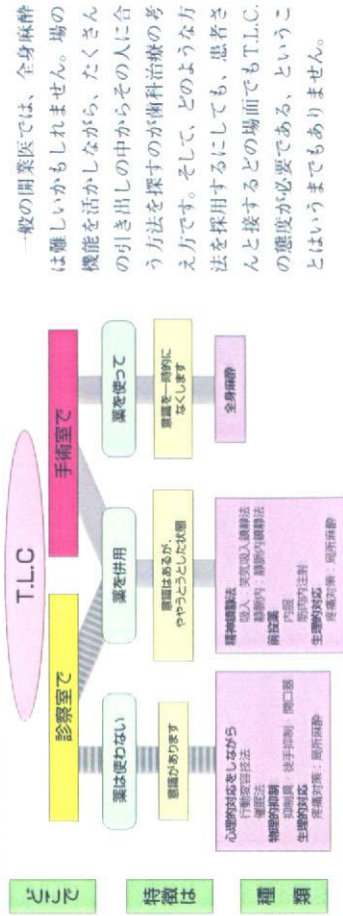 T.L.C
どこで
診察室で
手術室で
特徴は
薬は使わない
薬を併用
薬を使って
意識があります
意識はあるが、
ややうとうとした状態
意識を一時的に
なくします
種類
心理的対応をしながら
行動変容技法
催眠法
物理的抑制
抑制具・徒手抑制・開口器
生理的対応
疼痛対策:局所麻酔
精神鎮静法
吸入:笑気吸入鎮静法
静脈内:静脈内鎮静法
前投薬
内服
筋肉内注射
生理的対応
疼痛対策:局所麻酔
全身麻酔
一般の開業医では、全身麻酔
は難しいかもしれません。場の
機能を活かしながら、たくさん
の引き出しの中からその人に合
う方法を探すのが歯科治療の考
え方です。そして、どのような方
法を採用するにしても、患者さ
んと接するどの場面でもT.L.C.
の態度が必要である、というこ
とはいうまでもありません。